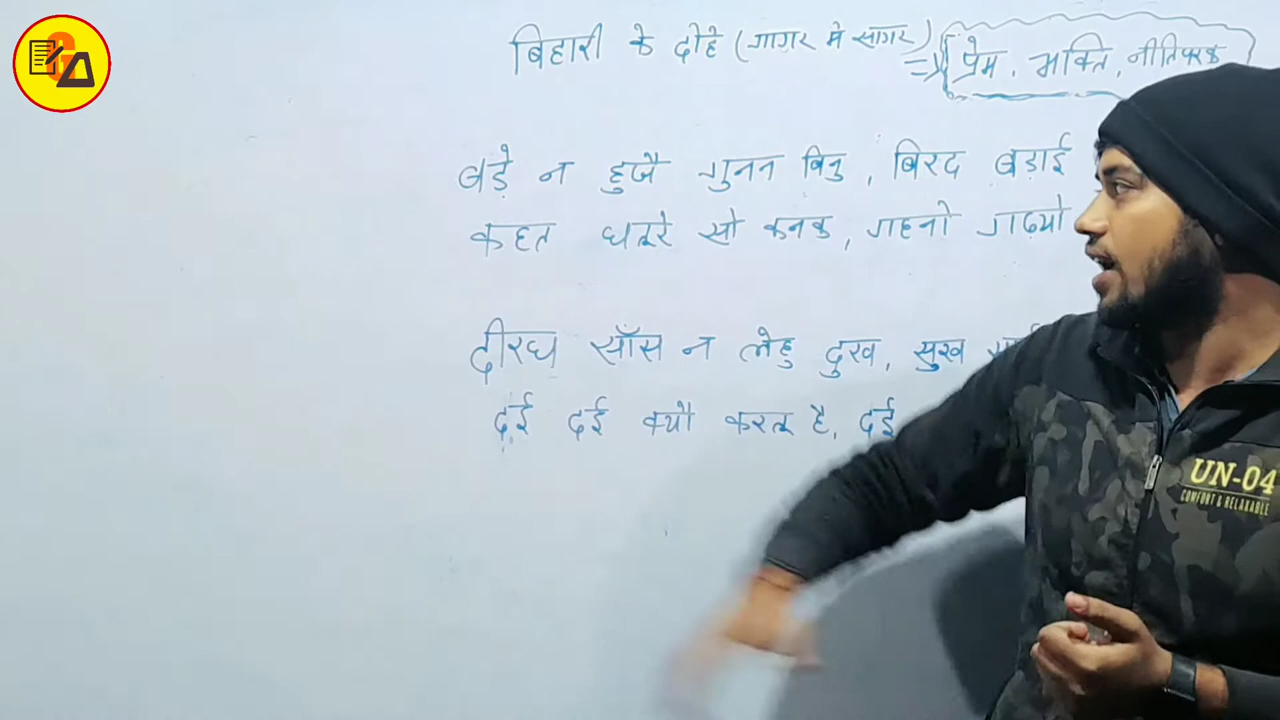 बिहारी के दोहे (गागर मे सागर) => प्रेम, भक्ति, नीतिपरक
बड़े न हुजै गुनन बिनु, बिरद बड़ाई
कहत धतूरे सो कनक, गहनो गढ्यो
दीरघ साँस न लेहु दुख, सुख
दई दई क्यौ करतू है, दई
UN-04
COMFORT & RELAXABLE